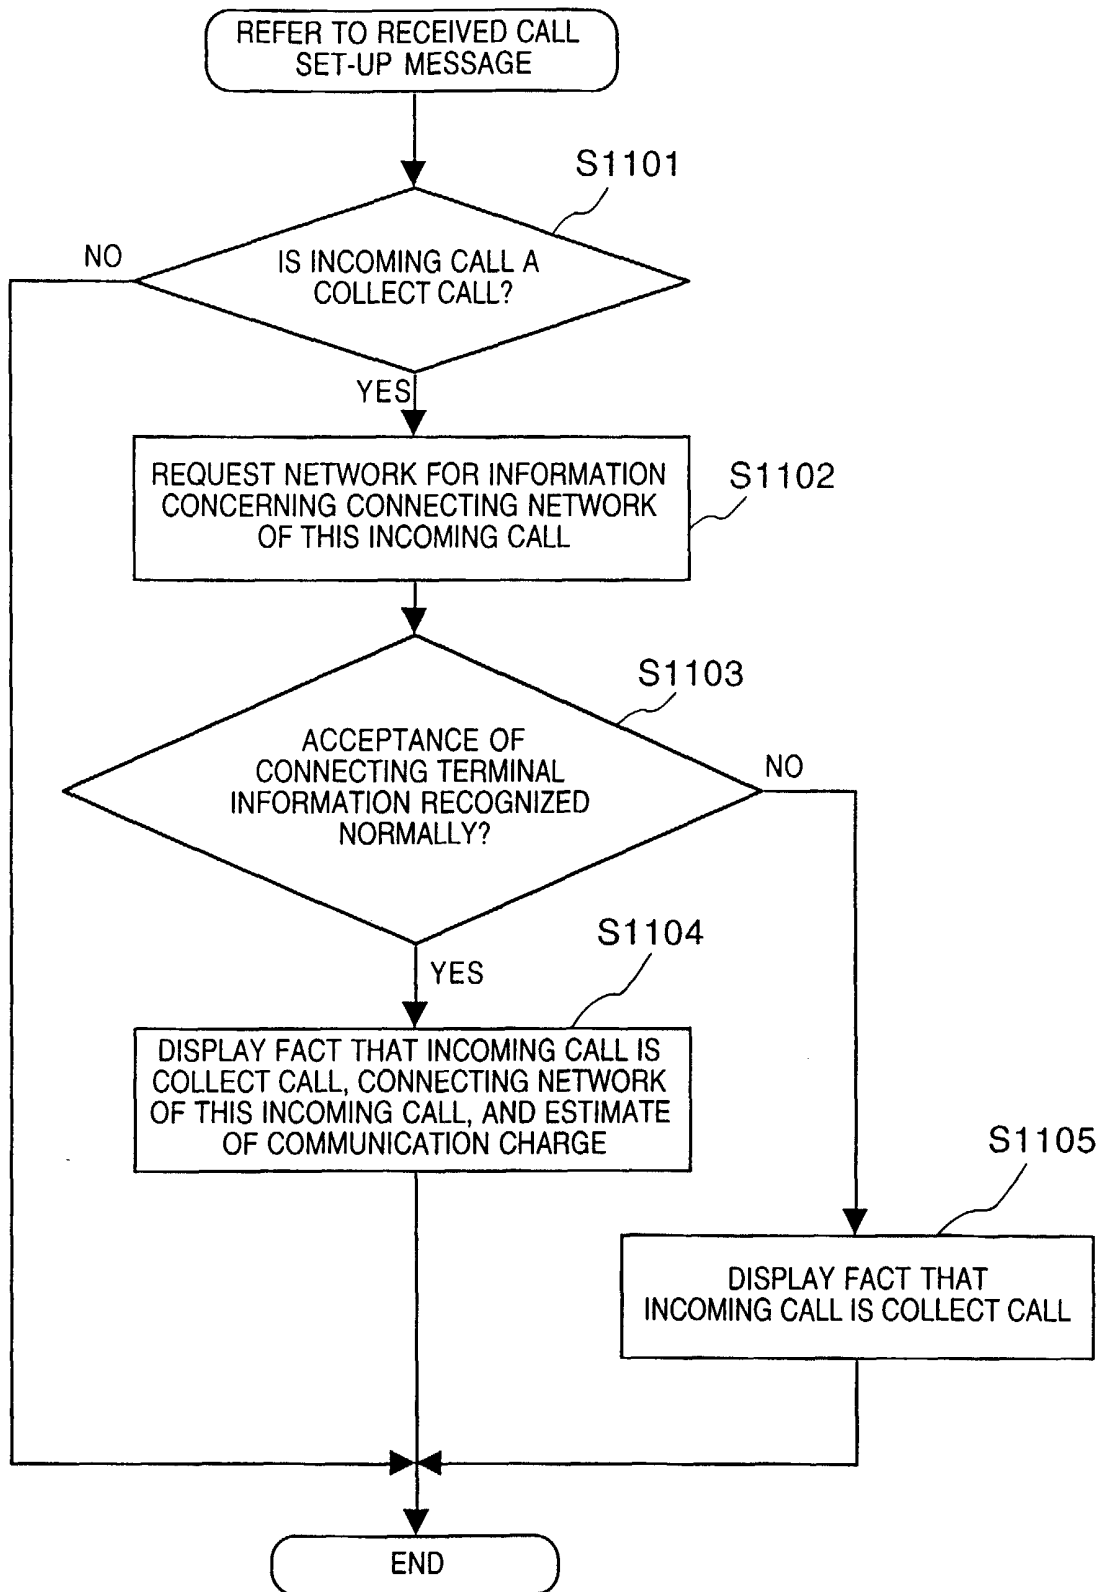 REFER TO RECEIVED CALL
SET-UP MESSAGE
S1101
NO
IS INCOMING CALL A
COLLECT CALL?
YES
REQUEST NETWORK FOR INFORMATION
CONCERNING CONNECTING NETWORK
OF THIS INCOMING CALL
S1102
S1103
ACCEPTANCE OF
CONNECTING TERMINAL
INFORMATION RECOGNIZED
NORMALLY?
NO
S1104
YES
DISPLAY FACT THAT INCOMING CALL IS
COLLECT CALL, CONNECTING NETWORK
OF THIS INCOMING CALL, AND ESTIMATE
OF COMMUNICATION CHARGE
S1105
DISPLAY FACT THAT
INCOMING CALL IS COLLECT CALL
END